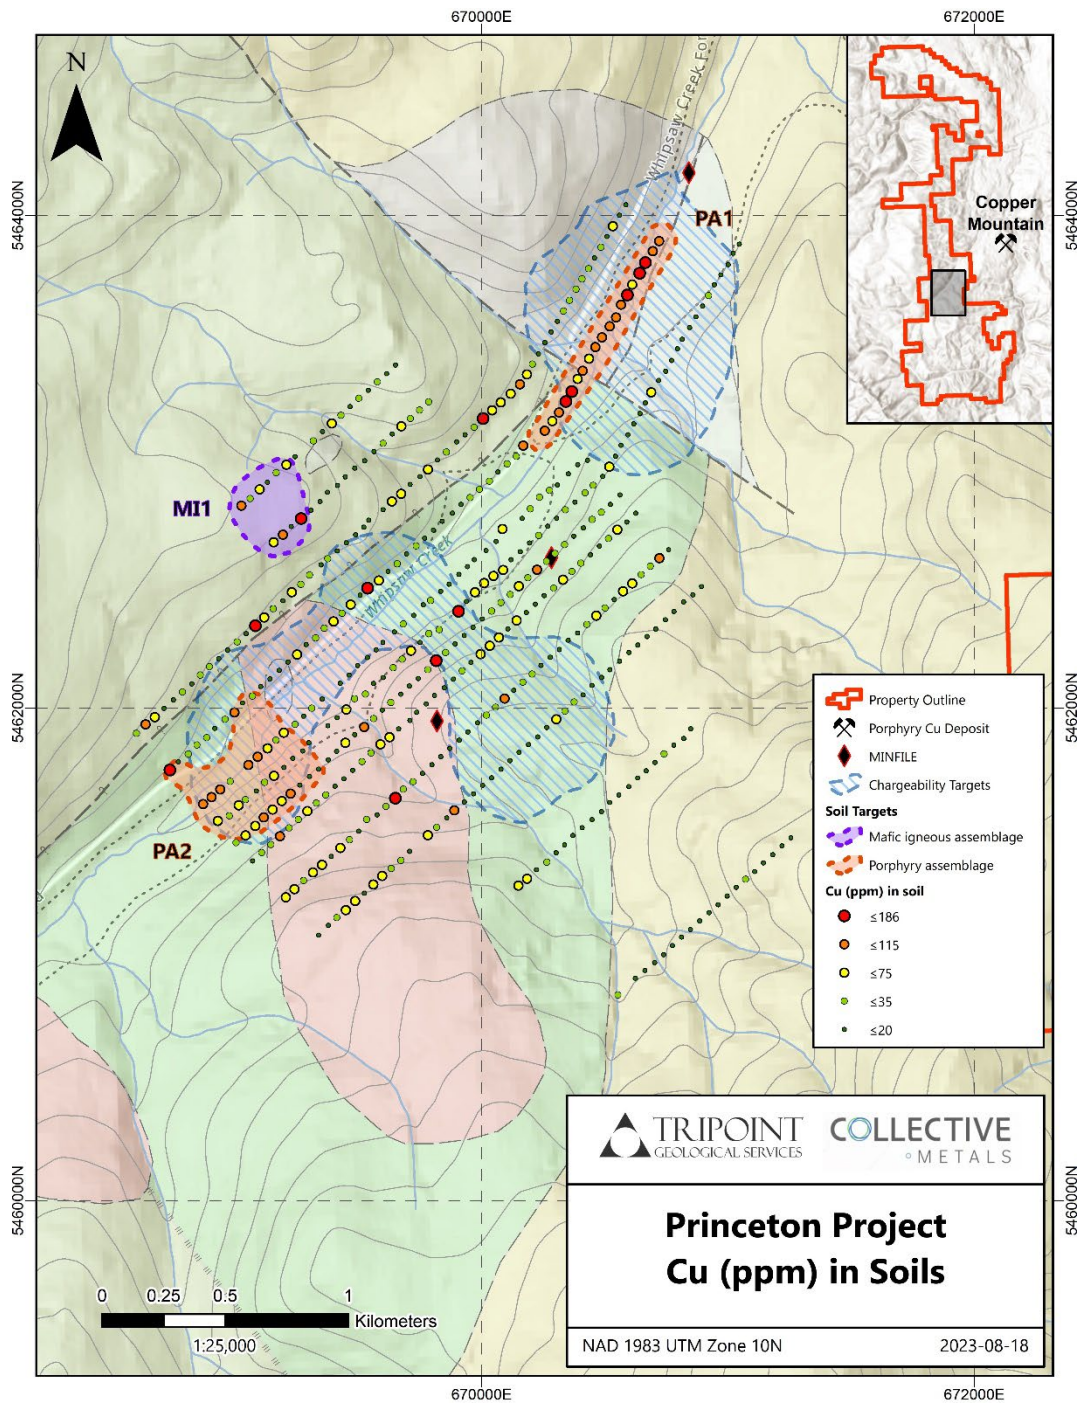 670000E
672000E
N
Whipsaw Creek For
5464000N
5464000N
PA1
Copper
Mountain
MI1
Whipsaw Creek
5462000N
5462000N
PA2
Property Outline
Porphyry Cu Deposit
MINFILE
Chargeability Targets
Soil Targets
Mafic igneous assemblage
Porphyry assemblage
Cu (ppm) in soil
≤186
≤115
≤75
≤35
≤20
TRIPOINT
GEOLOGICAL SERVICES
COLLECTIVE
METALS
5460000N
5460000N
Princeton Project
Cu (ppm) in Soils
0 0.25 0.5 1
Kilometers
1:25,000
NAD 1983 UTM Zone 10N
2023-08-18
670000E
672000E